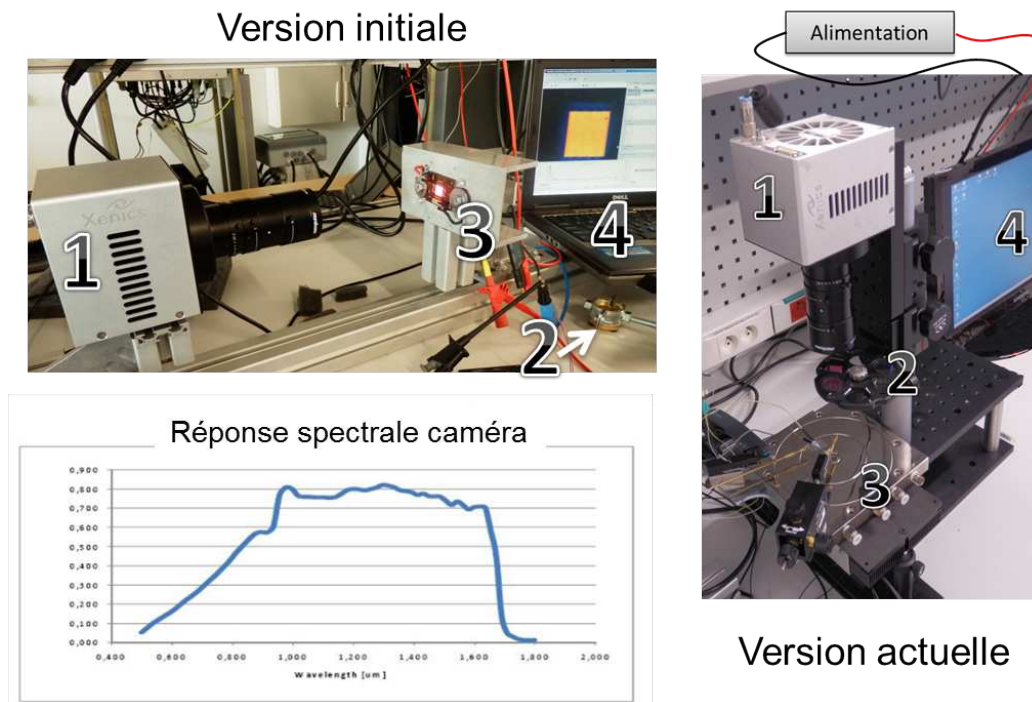 Version initiale
Alimentation
Xenics
1
3
4
2
DELL
Xenics
1
2
3
4
Réponse spectrale caméra
0,900
0,800
0,700
0,600
0,500
0,400
0,300
0,200
0,100
0,000
0,400 0,600 0,800 1,000 1,200 1,400 1,600 1,800 2,000
Wavelength [um]
Version actuelle